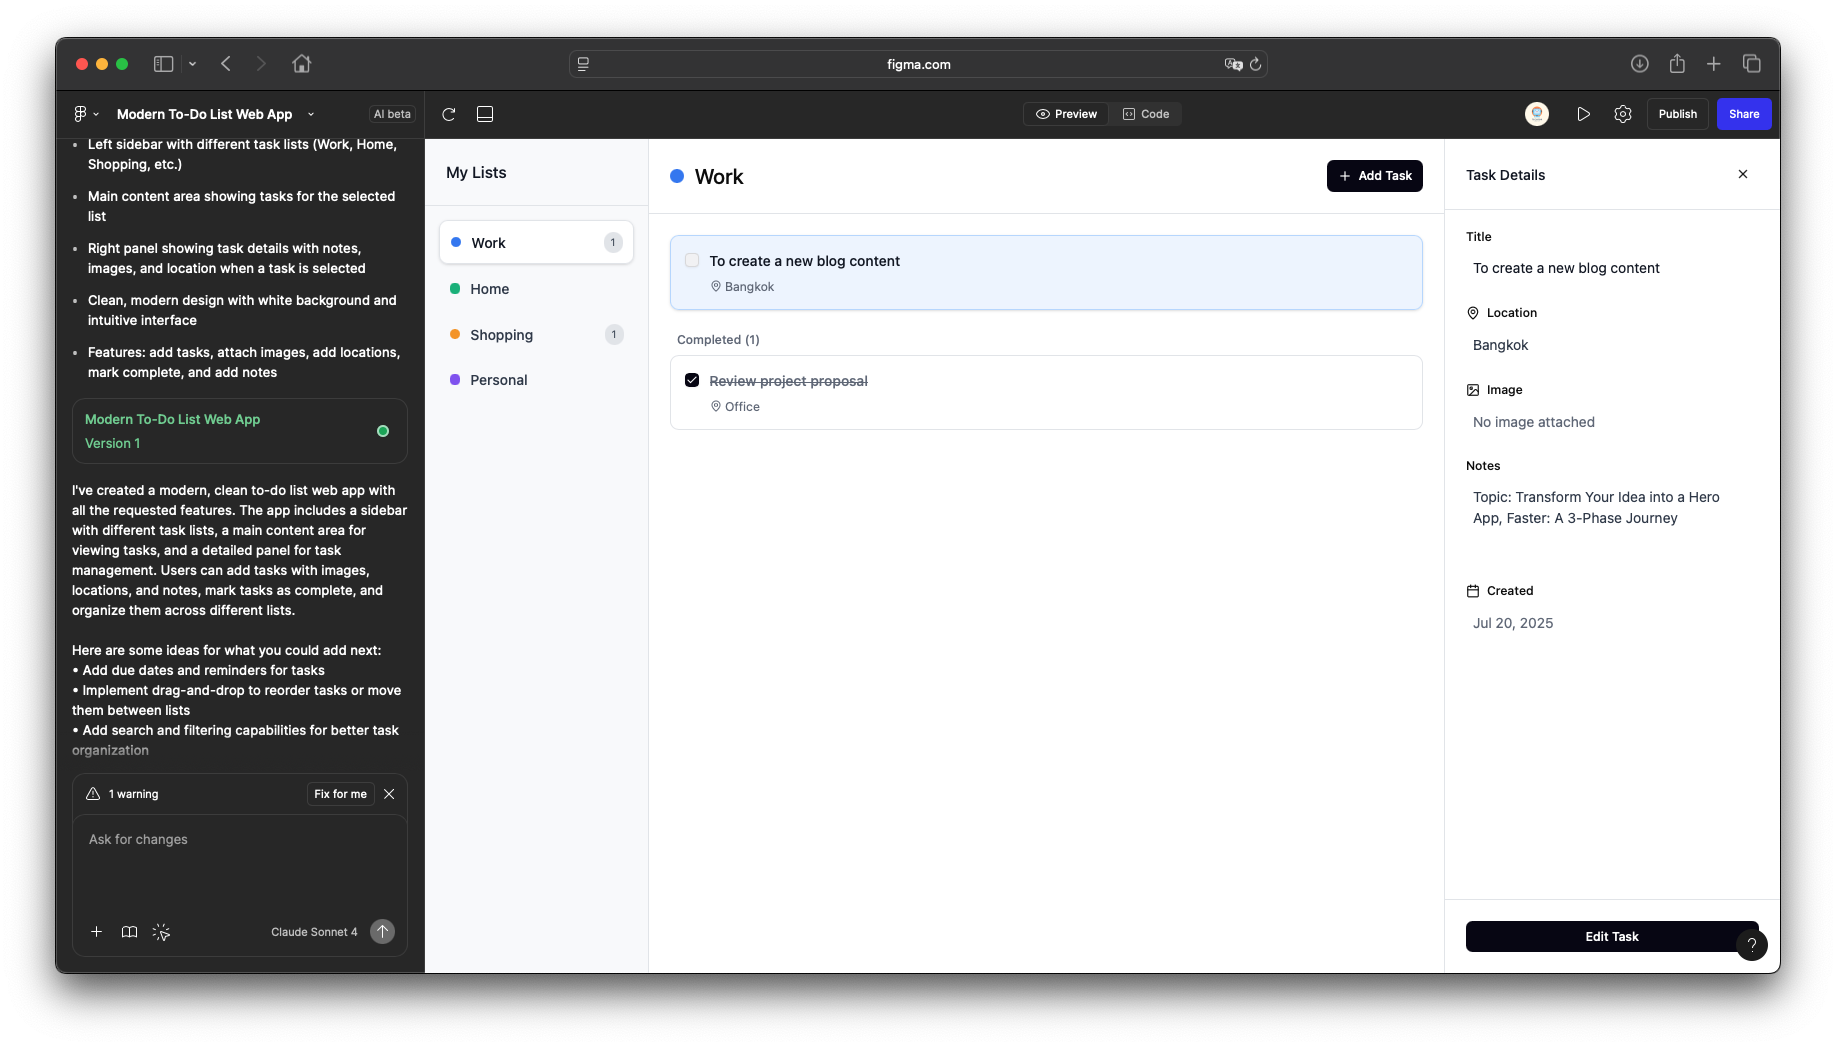 figma.com
Modern To-Do List Web App
AI beta
Preview
Code
Publish
Share
• Left sidebar with different task lists (Work, Home,
Shopping, etc.)
• Main content area showing tasks for the selected
list
• Right panel showing task details with notes,
images, and location when a task is selected
• Clean, modern design with white background and
intuitive interface
• Features: add tasks, attach images, add locations,
mark complete, and add notes
Modern To-Do List Web App
Version 1
I've created a modern, clean to-do list web app with
all the requested features. The app includes a sidebar
with different task lists, a main content area for
viewing tasks, and a detailed panel for task
management. Users can add tasks with images,
locations, and notes, mark tasks as complete, and
organize them across different lists.
Here are some ideas for what you could add next:
• Add due dates and reminders for tasks
• Implement drag-and-drop to reorder tasks or move
them between lists
• Add search and filtering capabilities for better task
organization
1 warning
Fix for me
Ask for changes
Claude Sonnet 4
My Lists
Work 1
Home
Shopping 1
Personal
Work
+ Add Task
To create a new blog content
Bangkok
Completed (1)
Review project proposal
Office
Task Details
Title
To create a new blog content
Location
Bangkok
Image
No image attached
Notes
Topic: Transform Your Idea into a Hero
App, Faster: A 3-Phase Journey
Created
Jul 20, 2025
Edit Task
?